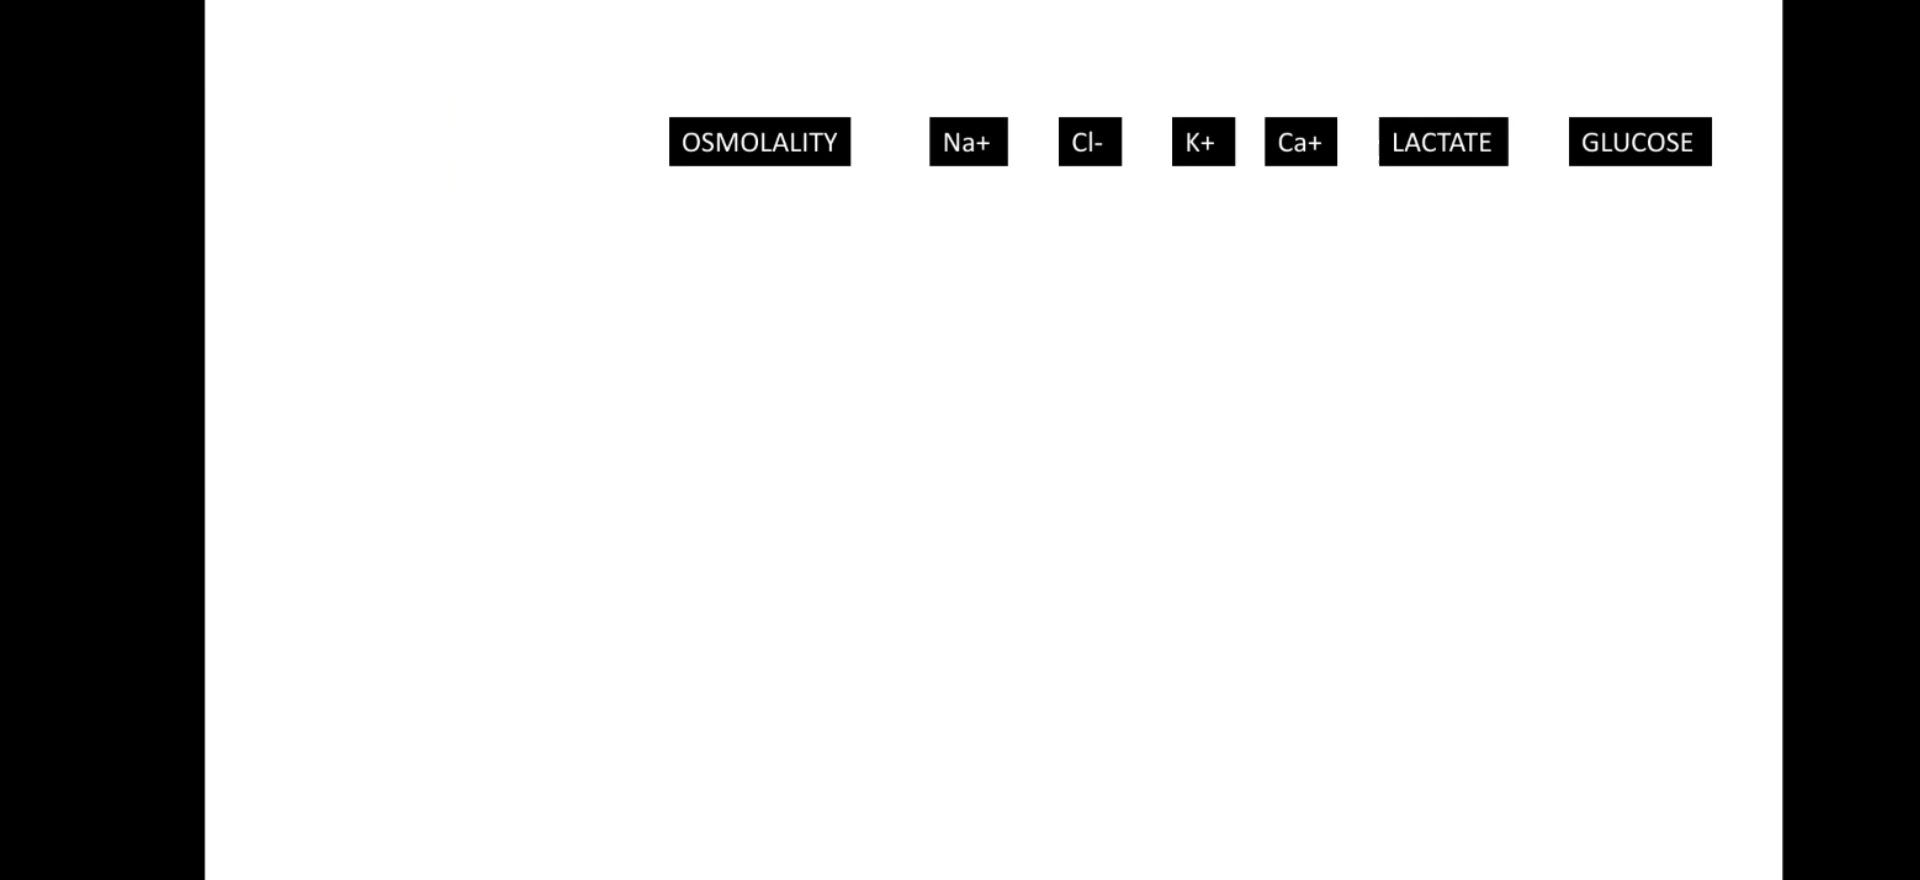 OSMOLALITY Na+ Cl- K+ Ca+ LACTATE GLUCOSE